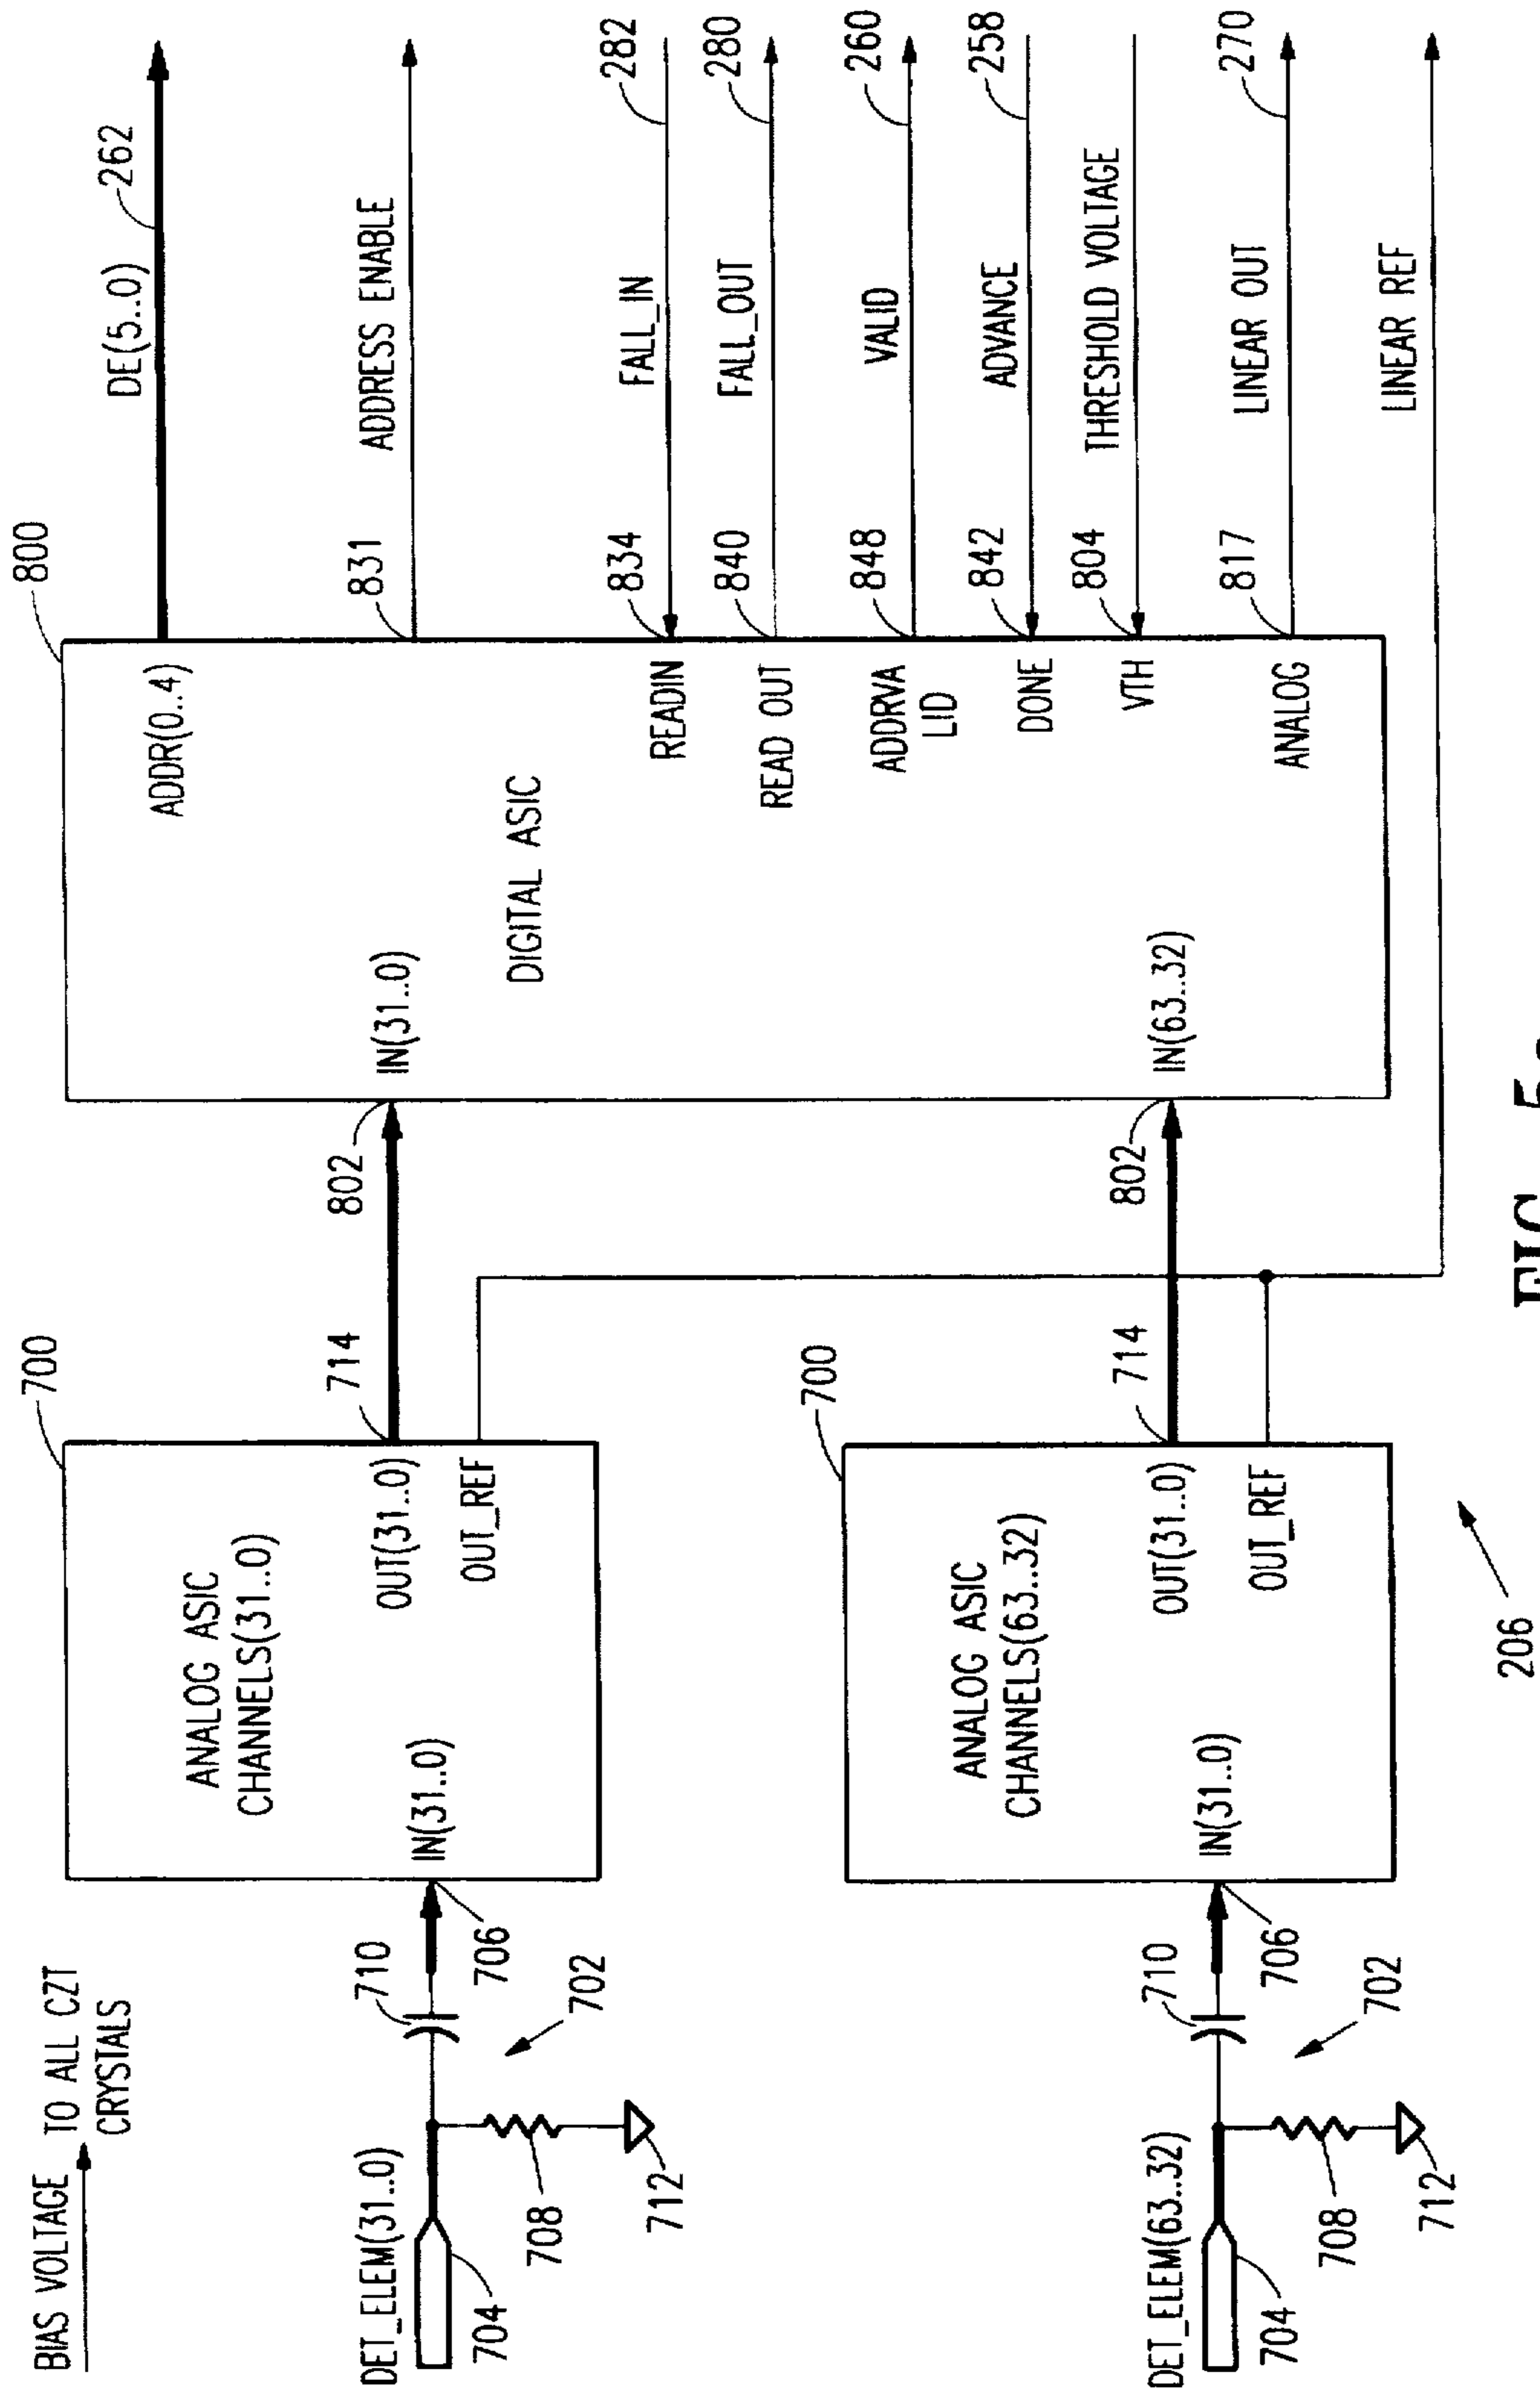 BIAS VOLTAGE
TO ALL CZT
CRYSTALS
DET_ELEM(31..0)
704
708
712
710
702
706
700
ANALOG ASIC
CHANNELS(31..0)
IN(31..0)
OUT(31..0)
OUT_REF
714
802
DET_ELEM(63..32)
704
708
712
710
702
706
700
ANALOG ASIC
CHANNELS(63..32)
IN(31..0)
OUT(31..0)
OUT_REF
714
802
800
DIGITAL ASIC
IN(31..0)
IN(63..32)
ADDR(0..4)
READIN
READ OUT
ADDRVA
LID
DONE
VTH
ANALOG
DE(5..0)
262
831
ADDRESS ENABLE
834
FALL_IN
282
840
FALL_OUT
280
848
VALID
260
842
ADVANCE
258
804
THRESHOLD VOLTAGE
817
LINEAR OUT
270
LINEAR REF
206